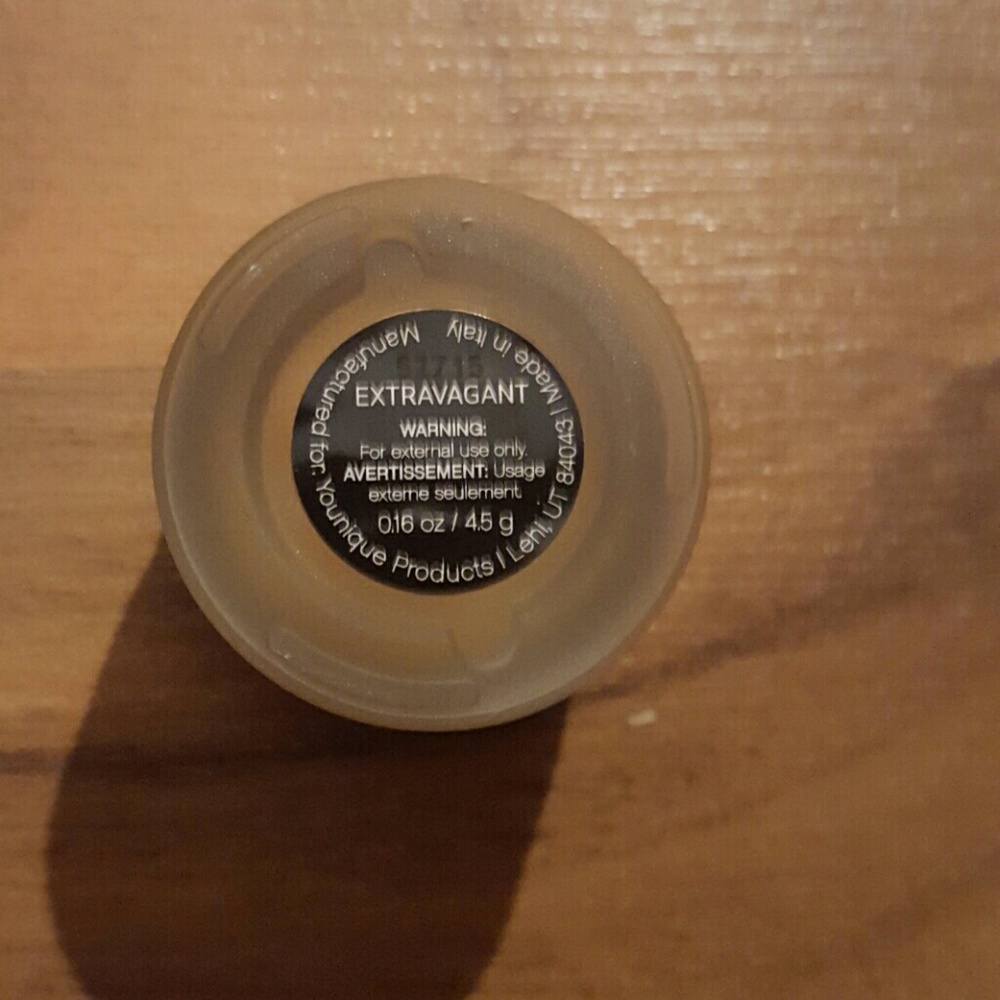 EXTRAVAGANT
WARNING:
For external use only.
AVERTISSEMENT: Usage
externe seulement
0.16 oz / 4.5 g
Manufactured for: Younique Products | Lehi, UT 84043 | Made in Italy